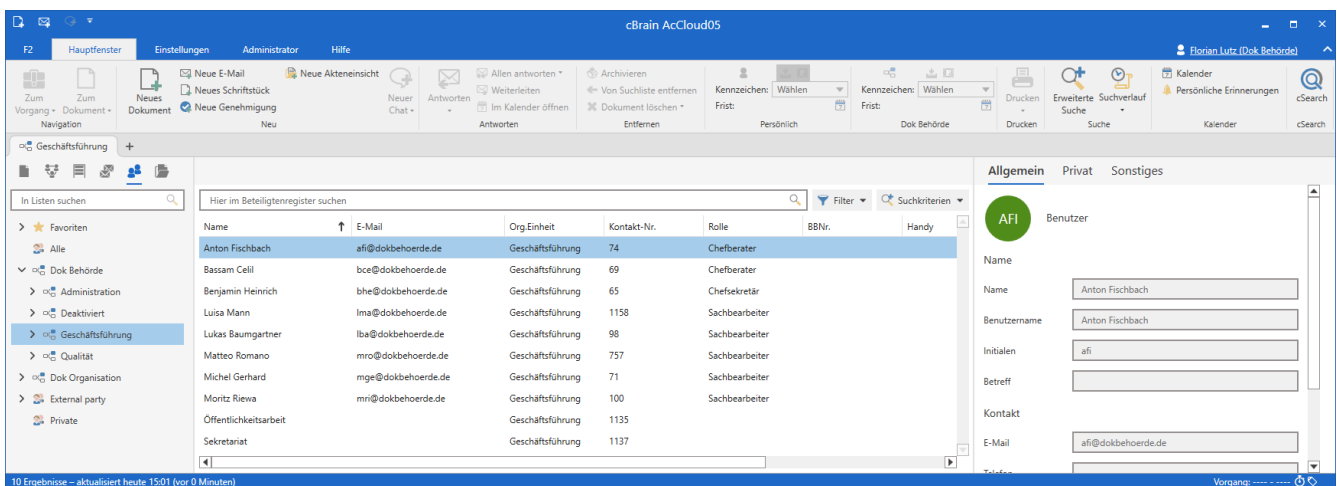 cBrain AcCloud05
F2 Hauptfenster Einstellungen Administrator Hilfe Florian Lutz (Dok Behörde)
Zum Vorgang Zum Dokument
Navigation
Neues Dokument
Neue E-Mail
Neues Schriftstück
Neue Genehmigung
Neue Akteneinsicht
Neuer Chat
Neu
Antworten
Allen antworten
Weiterleiten
Im Kalender öffnen
Antworten
Archivieren
Von Suchliste entfernen
Dokument löschen
Entfernen
Kennzeichen: Wählen
Frist:
Persönlich
Kennzeichen: Wählen
Frist:
Dok Behörde
Drucken
Drucken
Erweiterte Suche
Suchverlauf
Suche
Kalender
Persönliche Erinnerungen
Kalender
cSearch
cSearch
Geschäftsführung +
In Listen suchen
Favoriten
Alle
Dok Behörde
Administration
Deaktiviert
Geschäftsführung
Qualität
Dok Organisation
External party
Private
Hier im Beteiligtenregister suchen Filter Suchkriterien
Name E-Mail Org.Einheit Kontakt-Nr. Rolle BBNr. Handy
Anton Fischbach afi@dokbehoerde.de Geschäftsführung 74 Chefberater
Bassam Celil bce@dokbehoerde.de Geschäftsführung 69 Chefberater
Benjamin Heinrich bhe@dokbehoerde.de Geschäftsführung 65 Chefsekretär
Luisa Mann lma@dokbehoerde.de Geschäftsführung 1158 Sachbearbeiter
Lukas Baumgartner lba@dokbehoerde.de Geschäftsführung 98 Sachbearbeiter
Matteo Romano mro@dokbehoerde.de Geschäftsführung 757 Sachbearbeiter
Michel Gerhard mge@dokbehoerde.de Geschäftsführung 71 Sachbearbeiter
Moritz Riewa mri@dokbehoerde.de Geschäftsführung 100 Sachbearbeiter
Öffentlichkeitsarbeit Geschäftsführung 1135
Sekretariat Geschäftsführung 1137
Allgemein Privat Sonstiges
AFI Benutzer
Name
Name Anton Fischbach
Benutzername Anton Fischbach
Initialen afi
Betreff
Kontakt
E-Mail afi@dokbehoerde.de
10 Ergebnisse – aktualisiert heute 15:01 (vor 0 Minuten) Vorgang: ---- - ----